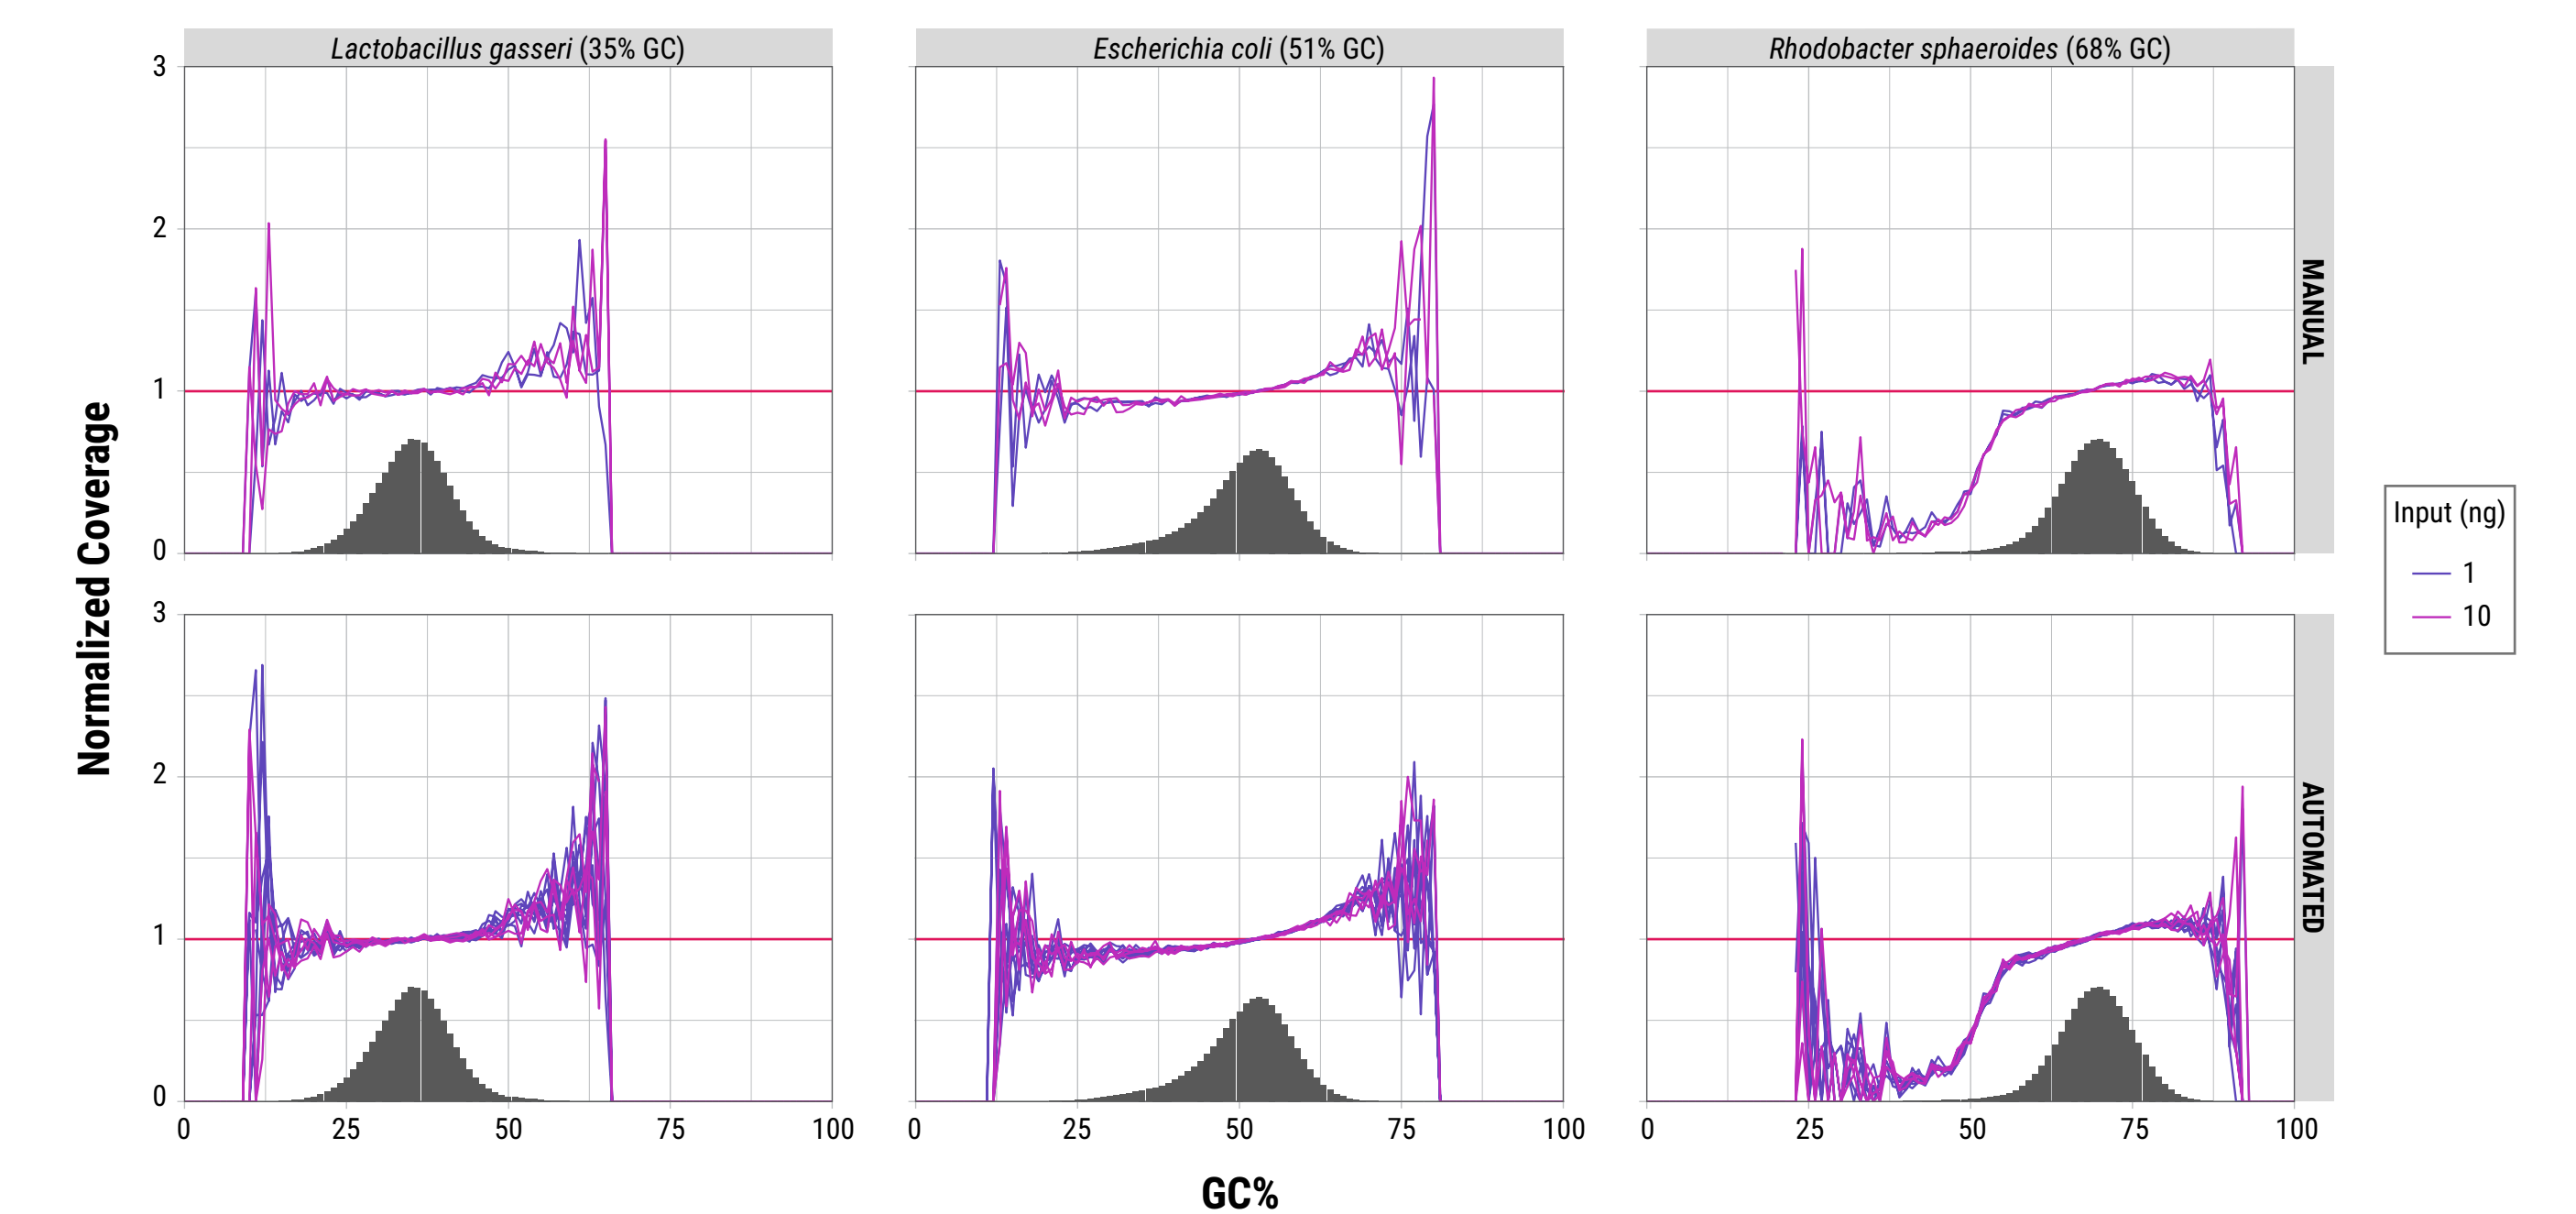 Lactobacillus gasseri (35% GC)
Escherichia coli (51% GC)
Rhodobacter sphaeroides (68% GC)
3
2
1
0
MANUAL
Normalized Coverage
3
2
1
0
AUTOMATED
0 25 50 75 100
0 25 50 75 100
0 25 50 75 100
GC%
Input (ng)
1
10